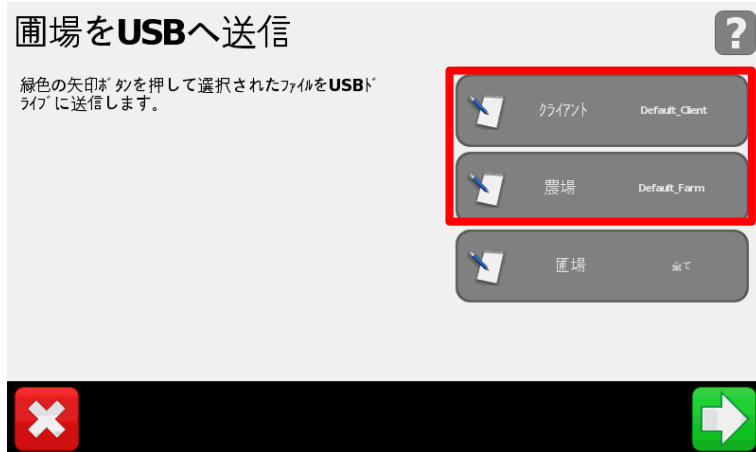 圃場をUSBへ送信
?
緑色の矢印ﾎﾞﾀﾝを押して選択されたﾌｧｲﾙをUSBﾄﾞ
ﾗｲﾌﾞに送信します。
ｸﾗｲｱﾝﾄ Default_Client
農場 Default_Farm
圃場 全て